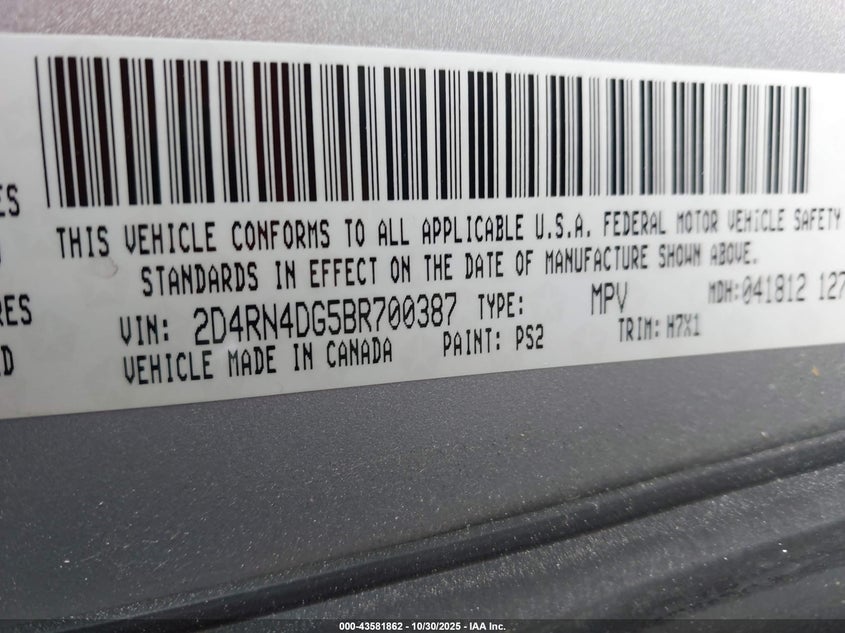 ES
RES
D
THIS VEHICLE CONFORMS TO ALL APPLICABLE U.S.A. FEDERAL MOTOR VEHICLE SAFETY
STANDARDS IN EFFECT ON THE DATE OF MANUFACTURE SHOWN ABOVE.
VIN: 2D4RN4DG5BR700387 TYPE: MPV MDH:041812 127
VEHICLE MADE IN CANADA PAINT: PS2 TRIM: H7X1
000-43581862 - 10/30/2025 - IAA Inc.